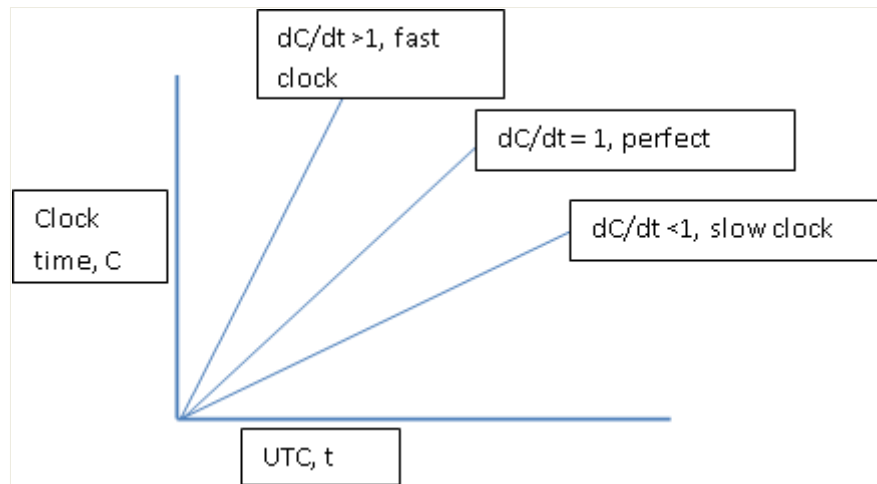 dC/dt >1, fast
clock
dC/dt = 1, perfect
Clock
time, C
dC/dt <1, slow clock
UTC, t